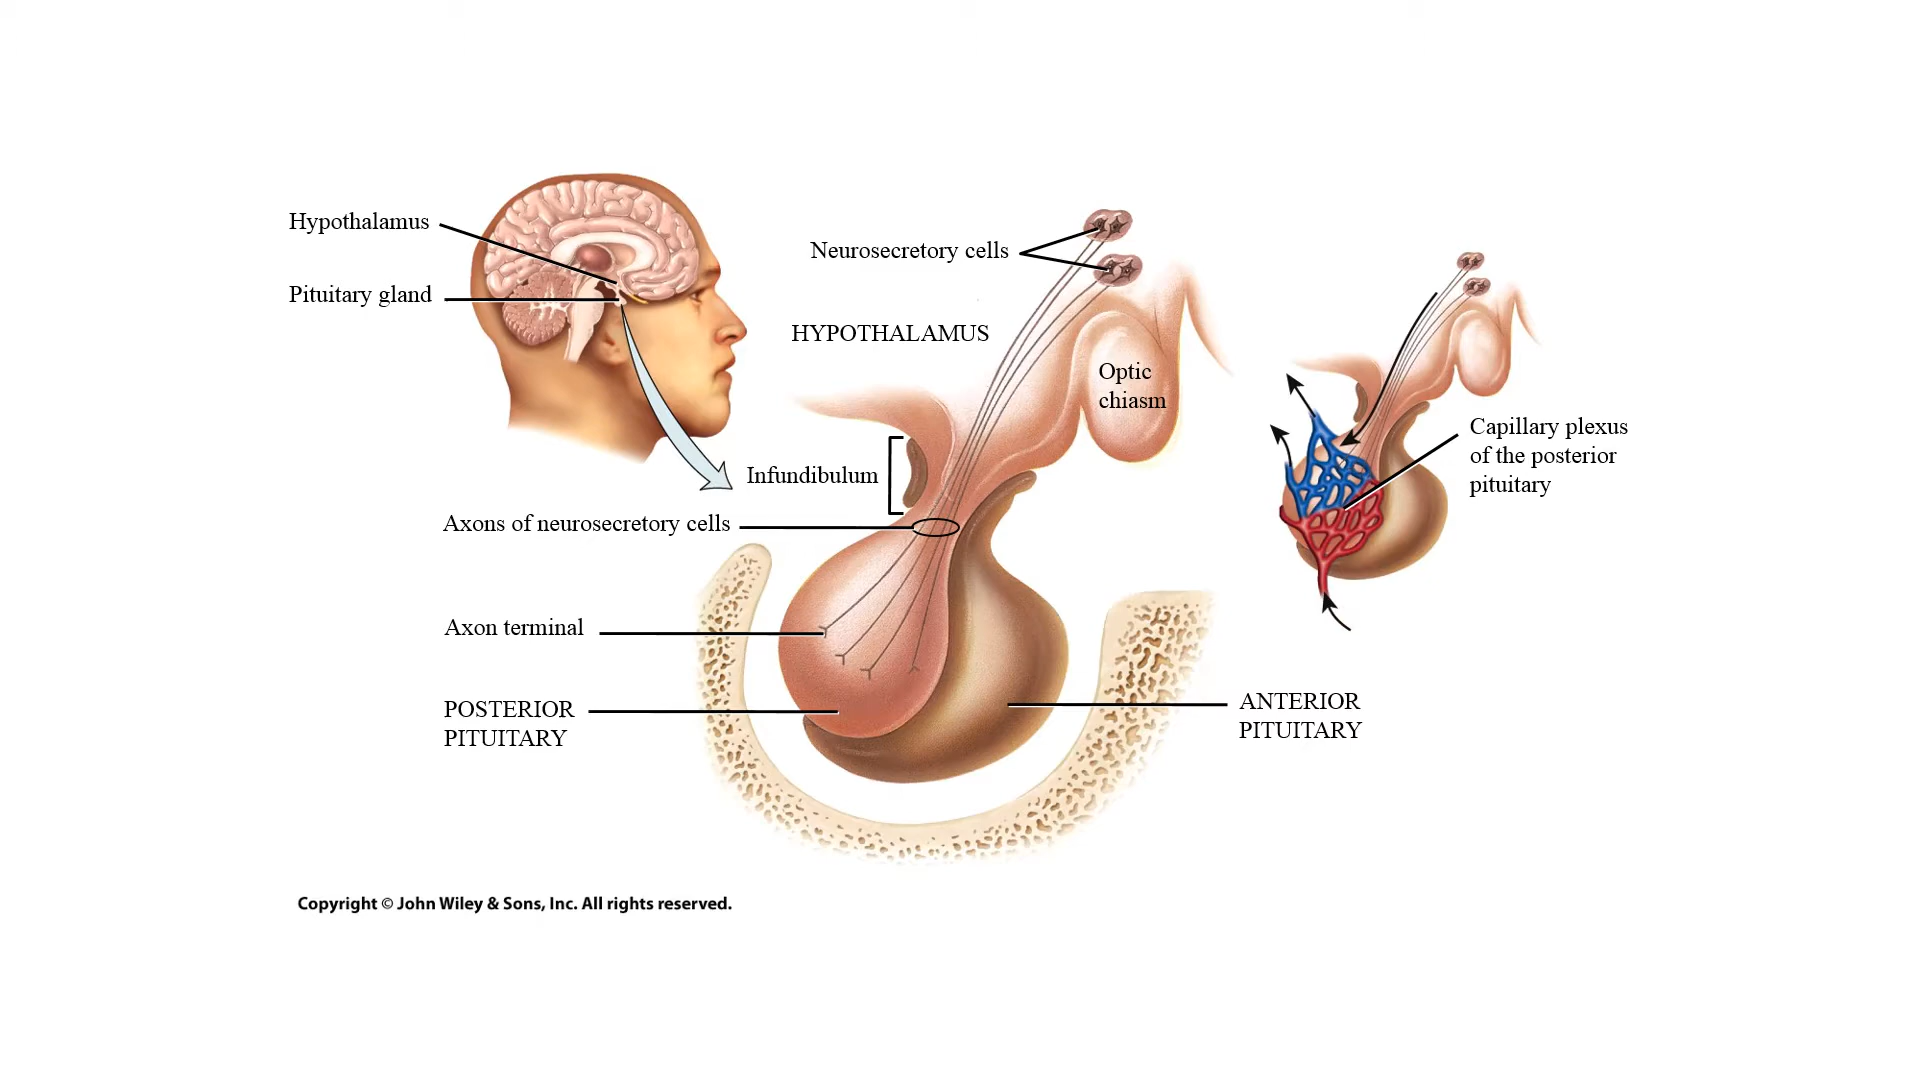 Hypothalamus
Pituitary gland
Neurosecretory cells
HYPOTHALAMUS
Optic
chiasm
Infundibulum
Axons of neurosecretory cells
Axon terminal
POSTERIOR
PITUITARY
ANTERIOR
PITUITARY
Capillary plexus
of the posterior
pituitary
Copyright © John Wiley & Sons, Inc. All rights reserved.